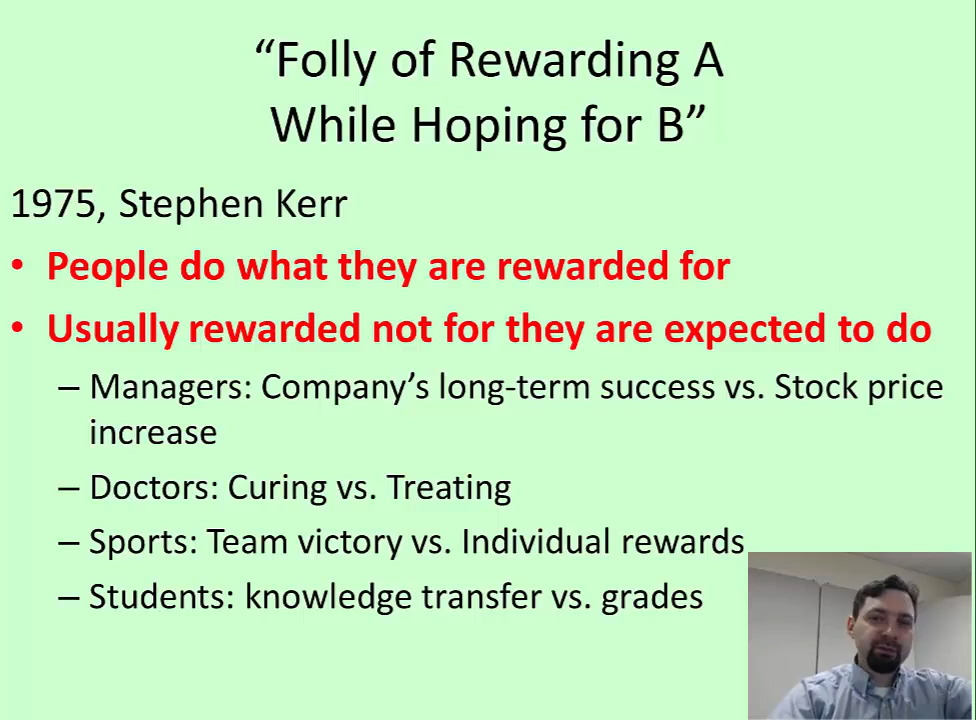 “Folly of Rewarding A
While Hoping for B”
1975, Stephen Kerr
• People do what they are rewarded for
• Usually rewarded not for they are expected to do
– Managers: Company’s long-term success vs. Stock price
increase
– Doctors: Curing vs. Treating
– Sports: Team victory vs. Individual rewards
– Students: knowledge transfer vs. grades